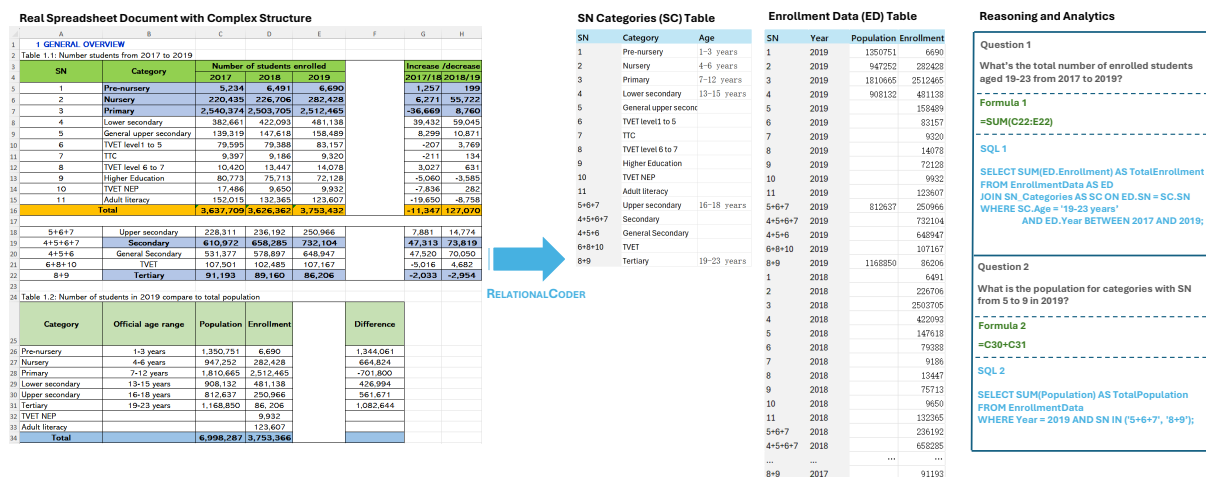 Real Spreadsheet Document with Complex Structure
A B C D E F G H
1 1 GENERAL OVERVIEW
2 Table 1.1: Number students from 2017 to 2019
3 SN Category Number of students enrolled Increase /decrease
4 2017 2018 2019 2017/18 2018/19
5 1 Pre-nursery 5,234 6,491 6,690 1,257 199
6 2 Nursery 220,435 226,706 282,428 6,271 55,722
7 3 Primary 2,540,374 2,503,705 2,512,465 -36,669 8,760
8 4 Lower secondary 382,661 422,093 481,138 39,432 59,045
9 5 General upper secondary 139,319 147,618 158,489 8,299 10,871
10 6 TVET level1 to 5 79,595 79,388 83,157 -207 3,769
11 7 TTC 9,397 9,186 9,320 -211 134
12 8 TVET level 6 to 7 10,420 13,447 14,078 3,027 631
13 9 Higher Education 80,773 75,713 72,128 -5,060 -3,585
14 10 TVET NEP 17,486 9,650 9,932 -7,836 282
15 11 Adult literacy 152,015 132,365 123,607 -19,650 -8,758
16 Total 3,637,709 3,626,362 3,753,432 -11,347 127,070
17
18 5+6+7 Upper secondary 228,311 236,192 250,966 7,881 14,774
19 4+5+6+7 Secondary 610,972 658,285 732,104 47,313 73,819
20 4+5+6 General Secondary 531,377 578,897 648,947 47,520 70,050
21 6+8+10 TVET 107,501 102,485 107,167 -5,016 4,682
22 8+9 Tertiary 91,193 89,160 86,206 -2,033 -2,954
23
24 Table 1.2: Number of students in 2019 compare to total population
25 Category Official age range Population Enrollment Difference
26 Pre-nursery 1-3 years 1,350,751 6,690 1,344,061
27 Nursery 4-6 years 947,252 282,428 664,824
28 Primary 7-12 years 1,810,665 2,512,465 -701,800
29 Lower secondary 13-15 years 908,132 481,138 426,994
30 Upper secondary 16-18 years 812,637 250,966 561,671
31 Tertiary 19-23 years 1,168,850 86, 206 1,082,644
32 TVET NEP 9,932
33 Adult literacy 123,607
34 Total 6,998,287 3,753,366
RELATIONALCODER
SN Categories (SC) Table
SN Category Age
1 Pre-nursery 1-3 years
2 Nursery 4-6 years
3 Primary 7-12 years
4 Lower secondary 13-15 years
5 General upper second
6 TVET level1 to 5
7 TTC
8 TVET level 6 to 7
9 Higher Education
10 TVET NEP
11 Adult literacy
5+6+7 Upper secondary 16-18 years
4+5+6+7 Secondary
4+5+6 General Secondary
6+8+10 TVET
8+9 Tertiary 19-23 years
Enrollment Data (ED) Table
SN Year Population Enrollment
1 2019 1350751 6690
2 2019 947252 282428
3 2019 1810665 2512465
4 2019 908132 481138
5 2019 158489
6 2019 83157
7 2019 9320
8 2019 14078
9 2019 72128
10 2019 9932
11 2019 123607
5+6+7 2019 812637 250966
4+5+6+7 2019 732104
4+5+6 2019 648947
6+8+10 2019 107167
8+9 2019 1168850 86206
1 2018 6491
2 2018 226706
3 2018 2503705
4 2018 422093
5 2018 147618
6 2018 79388
7 2018 9186
8 2018 13447
9 2018 75713
10 2018 9650
11 2018 132365
5+6+7 2018 236192
4+5+6+7 2018 658285
... ... ... ...
8+9 2017 91193
Reasoning and Analytics
Question 1
What's the total number of enrolled students
aged 19-23 from 2017 to 2019?
Formula 1
=SUM(C22:E22)
SQL 1
SELECT SUM(ED.Enrollment) AS TotalEnrollment
FROM EnrollmentData AS ED
JOIN SN_Categories AS SC ON ED.SN = SC.SN
WHERE SC.Age = '19-23 years'
AND ED.Year BETWEEN 2017 AND 2019;
Question 2
What is the population for categories with SN
from 5 to 9 in 2019?
Formula 2
=C30+C31
SQL 2
SELECT SUM(Population) AS TotalPopulation
FROM EnrollmentData
WHERE Year = 2019 AND SN IN ('5+6+7', '8+9');